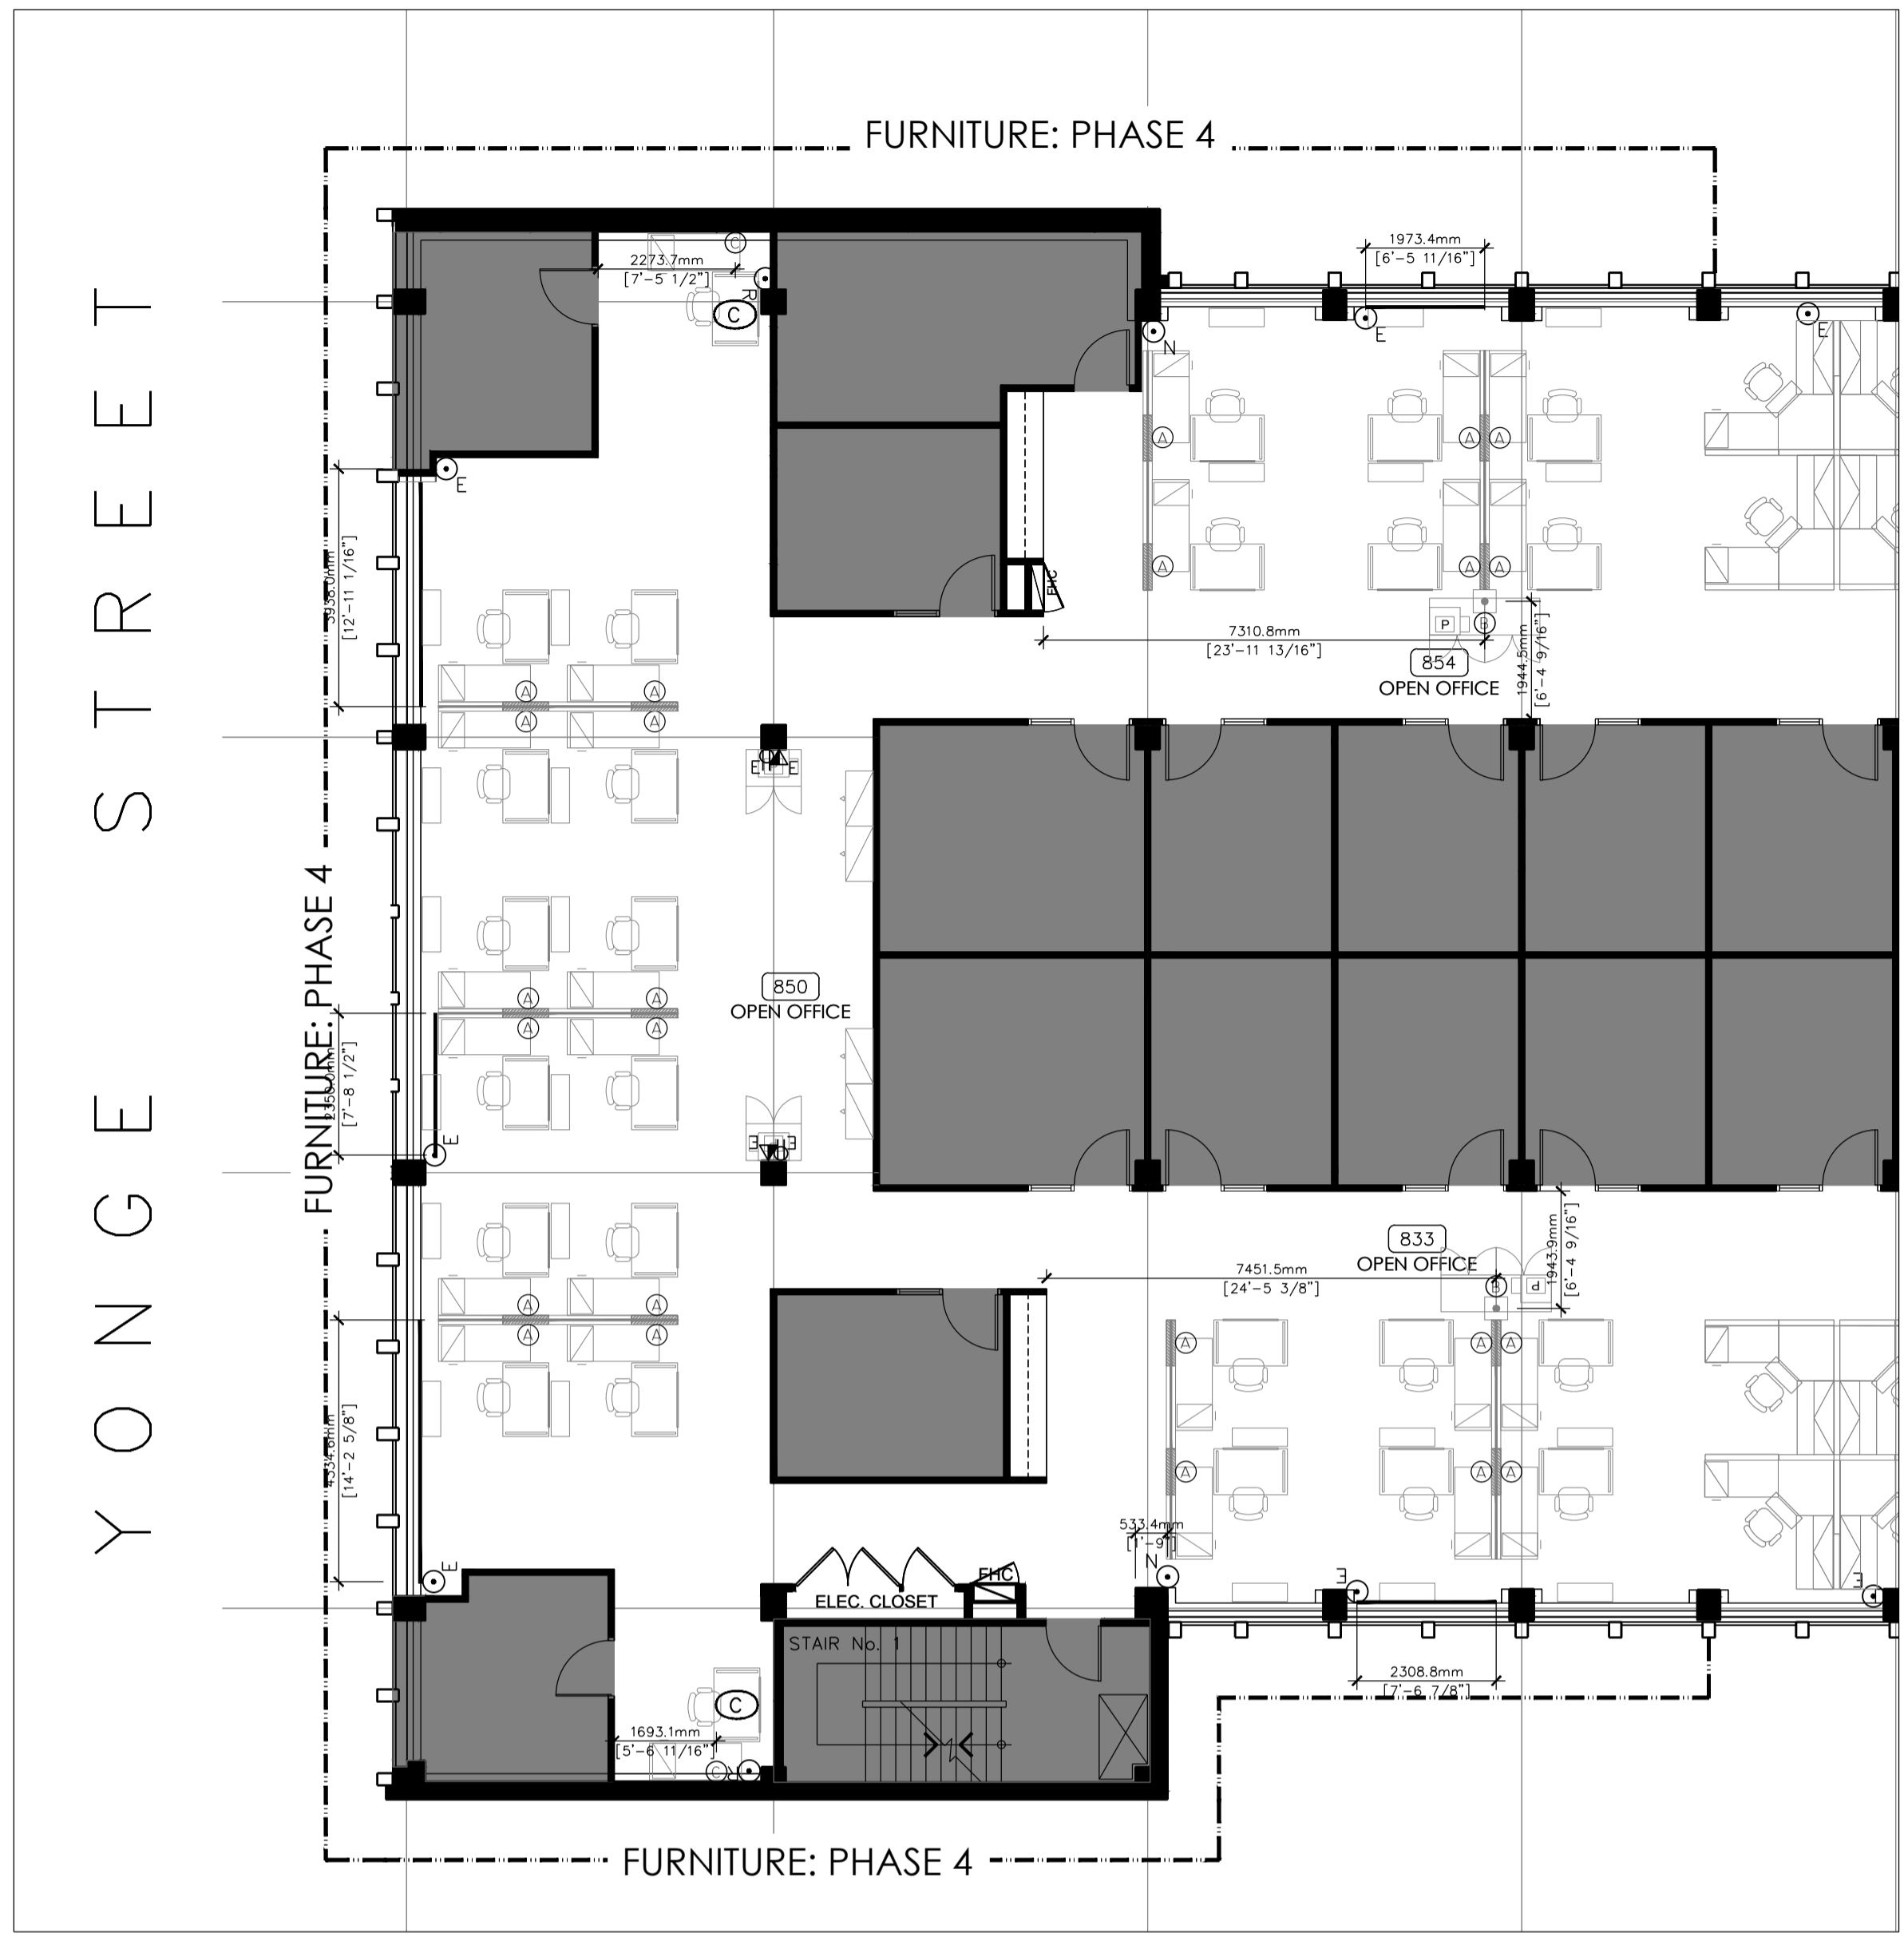 FURNITURE: PHASE 4
1973.4mm
[6'-5 11/16"]
2273.7mm
[7'-5 1/2"]
C
R
C
E
E
N
E
3938.0mm
[12'-11 1/16"]
A
A
A
A
A
A
FHC
A
A
A
A
7310.8mm
[23'-11 13/16"]
P
B
1944.5mm
[6'-4 9/16"]
854
OPEN OFFICE
E
E
YONGE STREET
FURNITURE: PHASE 4
850
OPEN OFFICE
A
A
A
A
2350.0mm
[7'-8 1/2"]
E
E
E
833
OPEN OFFICE
1943.9mm
[6'-4 9/16"]
7451.5mm
[24'-5 3/8"]
B
P
A
A
A
A
A
A
A
A
A
A
4334.6mm
[14'-2 5/8"]
533.4mm
[1'-9"]
N
E
E
E
E
FHC
ELEC. CLOSET
STAIR No. 1
2308.8mm
[7'-6 7/8"]
C
1693.1mm
[5'-6 11/16"]
C
R
FURNITURE: PHASE 4